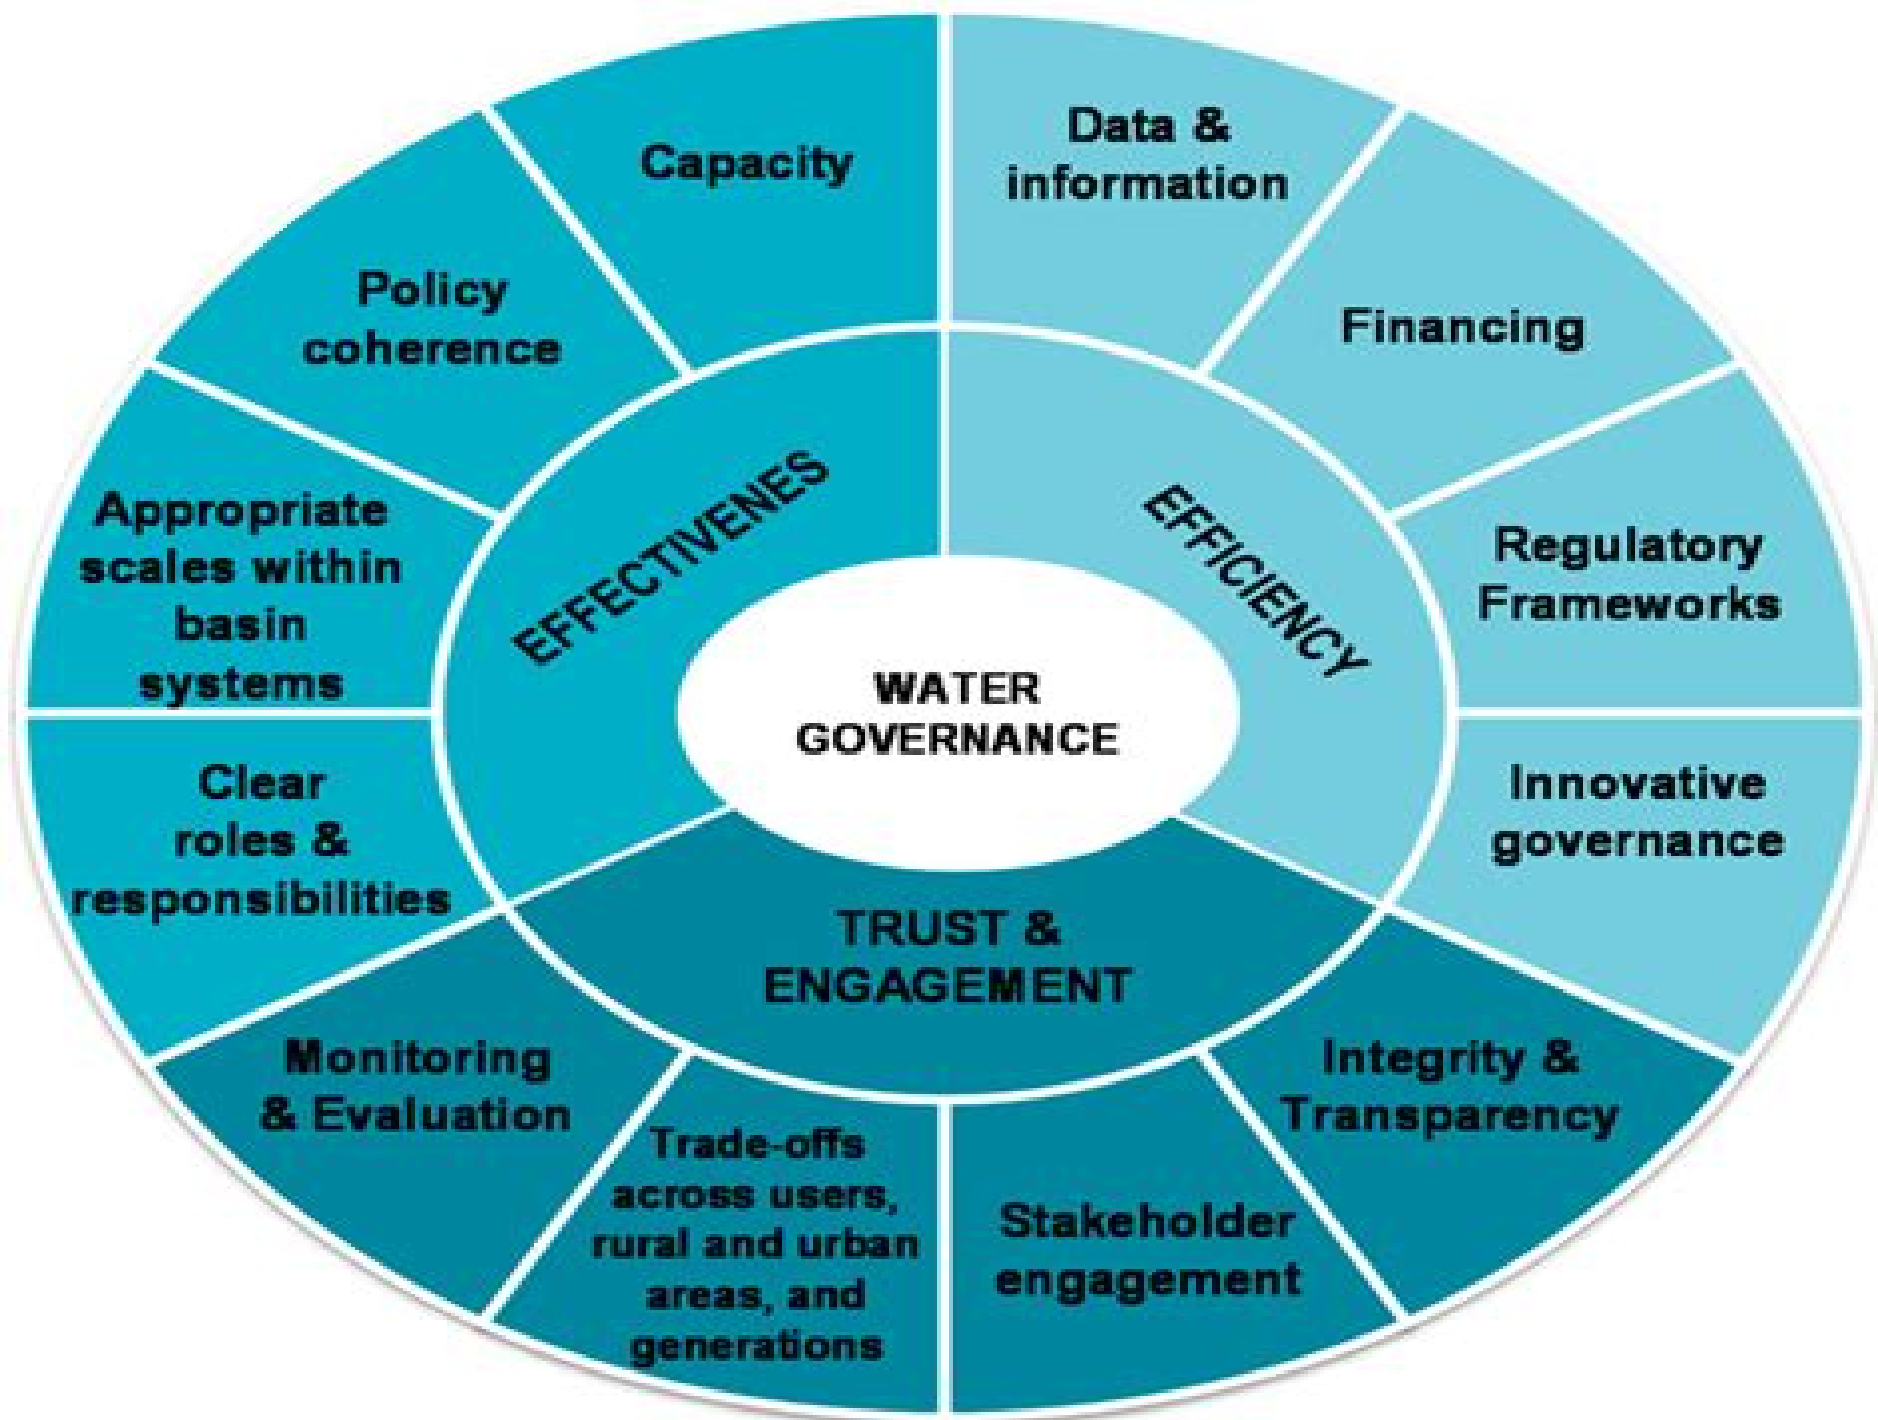 Capacity
Data &
information
Policy
coherence
Financing
Appropriate
scales within
basin
systems
EFFECTIVENES
EFFICIENCY
Regulatory
Frameworks
WATER
GOVERNANCE
Clear
roles &
responsibilities
Innovative
governance
TRUST &
ENGAGEMENT
Monitoring
& Evaluation
Trade-offs
across users,
rural and urban
areas, and
generations
Stakeholder
engagement
Integrity &
Transparency